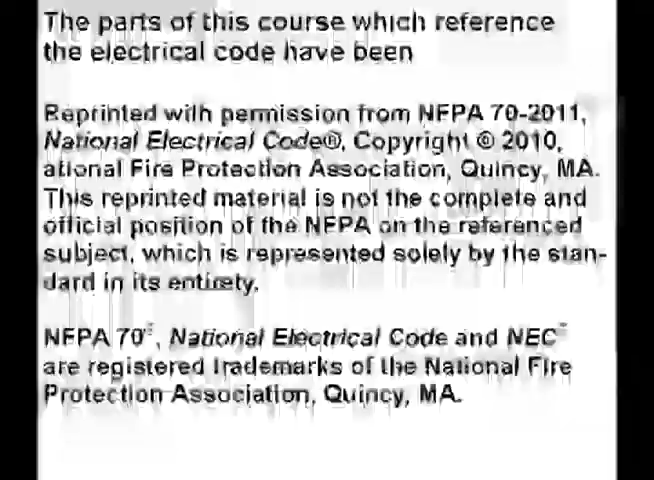 The parts of this course which reference
the electrical code have been
Reprinted with permission from NFPA 70-2011,
National Electrical Code®, Copyright © 2010,
ational Fire Protection Association, Quincy, MA.
This reprinted material is not the complete and
official position of the NFPA on the referenced
subject, which is represented solely by the stan-
dard in its entirety.
NFPA 70®, National Electrical Code and NEC®
are registered trademarks of the National Fire
Protection Association, Quincy, MA.